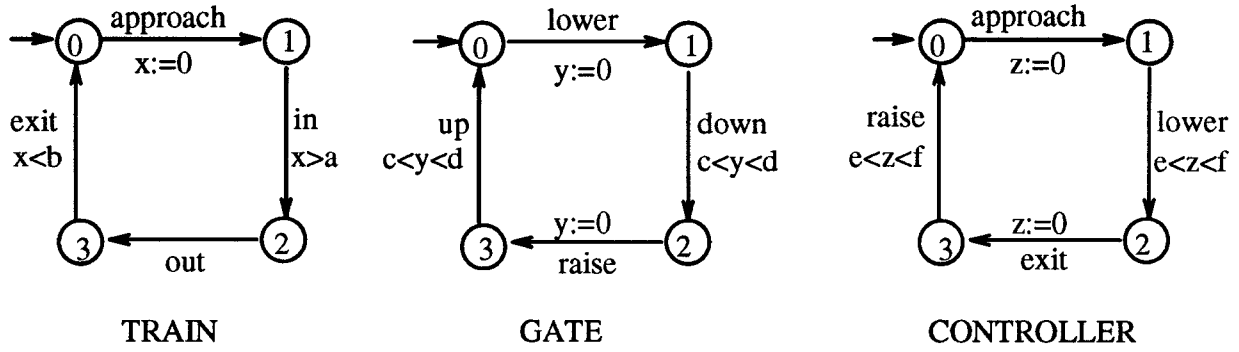 approach
0
1
x:=0
exit
x<b
in
x>a
3
2
out
TRAIN
lower
0
1
y:=0
up
c<y<d
down
c<y<d
y:=0
3
2
raise
GATE
approach
0
1
z:=0
raise
e<z<f
lower
e<z<f
z:=0
3
2
exit
CONTROLLER